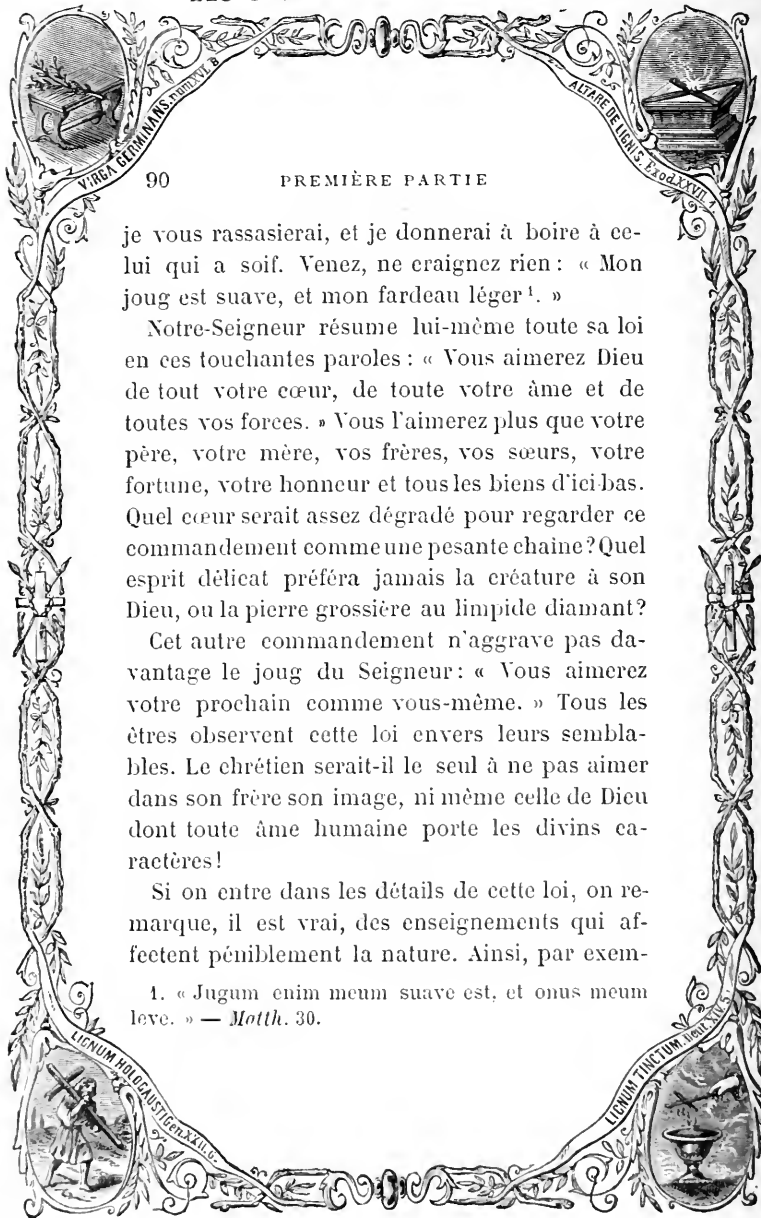 VIRGA GERMINANS. num XVI. 8
ALTARE DE LIGNIS. Exod. XXVII. 1
90 PREMIÈRE PARTIE
je vous rassasierai, et je donnerai à boire à ce-
lui qui a soif. Venez, ne craignez rien : « Mon
joug est suave, et mon fardeau léger ¹. »
Notre-Seigneur résume lui-même toute sa loi
en ces touchantes paroles : « Vous aimerez Dieu
de tout votre cœur, de toute votre âme et de
toutes vos forces. » Vous l'aimerez plus que votre
père, votre mère, vos frères, vos sœurs, votre
fortune, votre honneur et tous les biens d'ici-bas.
Quel cœur serait assez dégradé pour regarder ce
commandement comme une pesante chaine ? Quel
esprit délicat préféra jamais la créature à son
Dieu, ou la pierre grossière au limpide diamant ?
Cet autre commandement n'aggrave pas da-
vantage le joug du Seigneur : « Vous aimerez
votre prochain comme vous-même. » Tous les
êtres observent cette loi envers leurs sembla-
bles. Le chrétien serait-il le seul à ne pas aimer
dans son frère son image, ni même celle de Dieu
dont toute âme humaine porte les divins ca-
ractères !
Si on entre dans les détails de cette loi, on re-
marque, il est vrai, des enseignements qui af-
fectent péniblement la nature. Ainsi, par exem-
1. « Jugum enim meum suave est, et onus meum
leve. » — Matth. 30.
LIGNUM HOLOCAUSTI Gen. XXII. 6.
LIGNUM TINCTUM. Deut. XIV. 5.